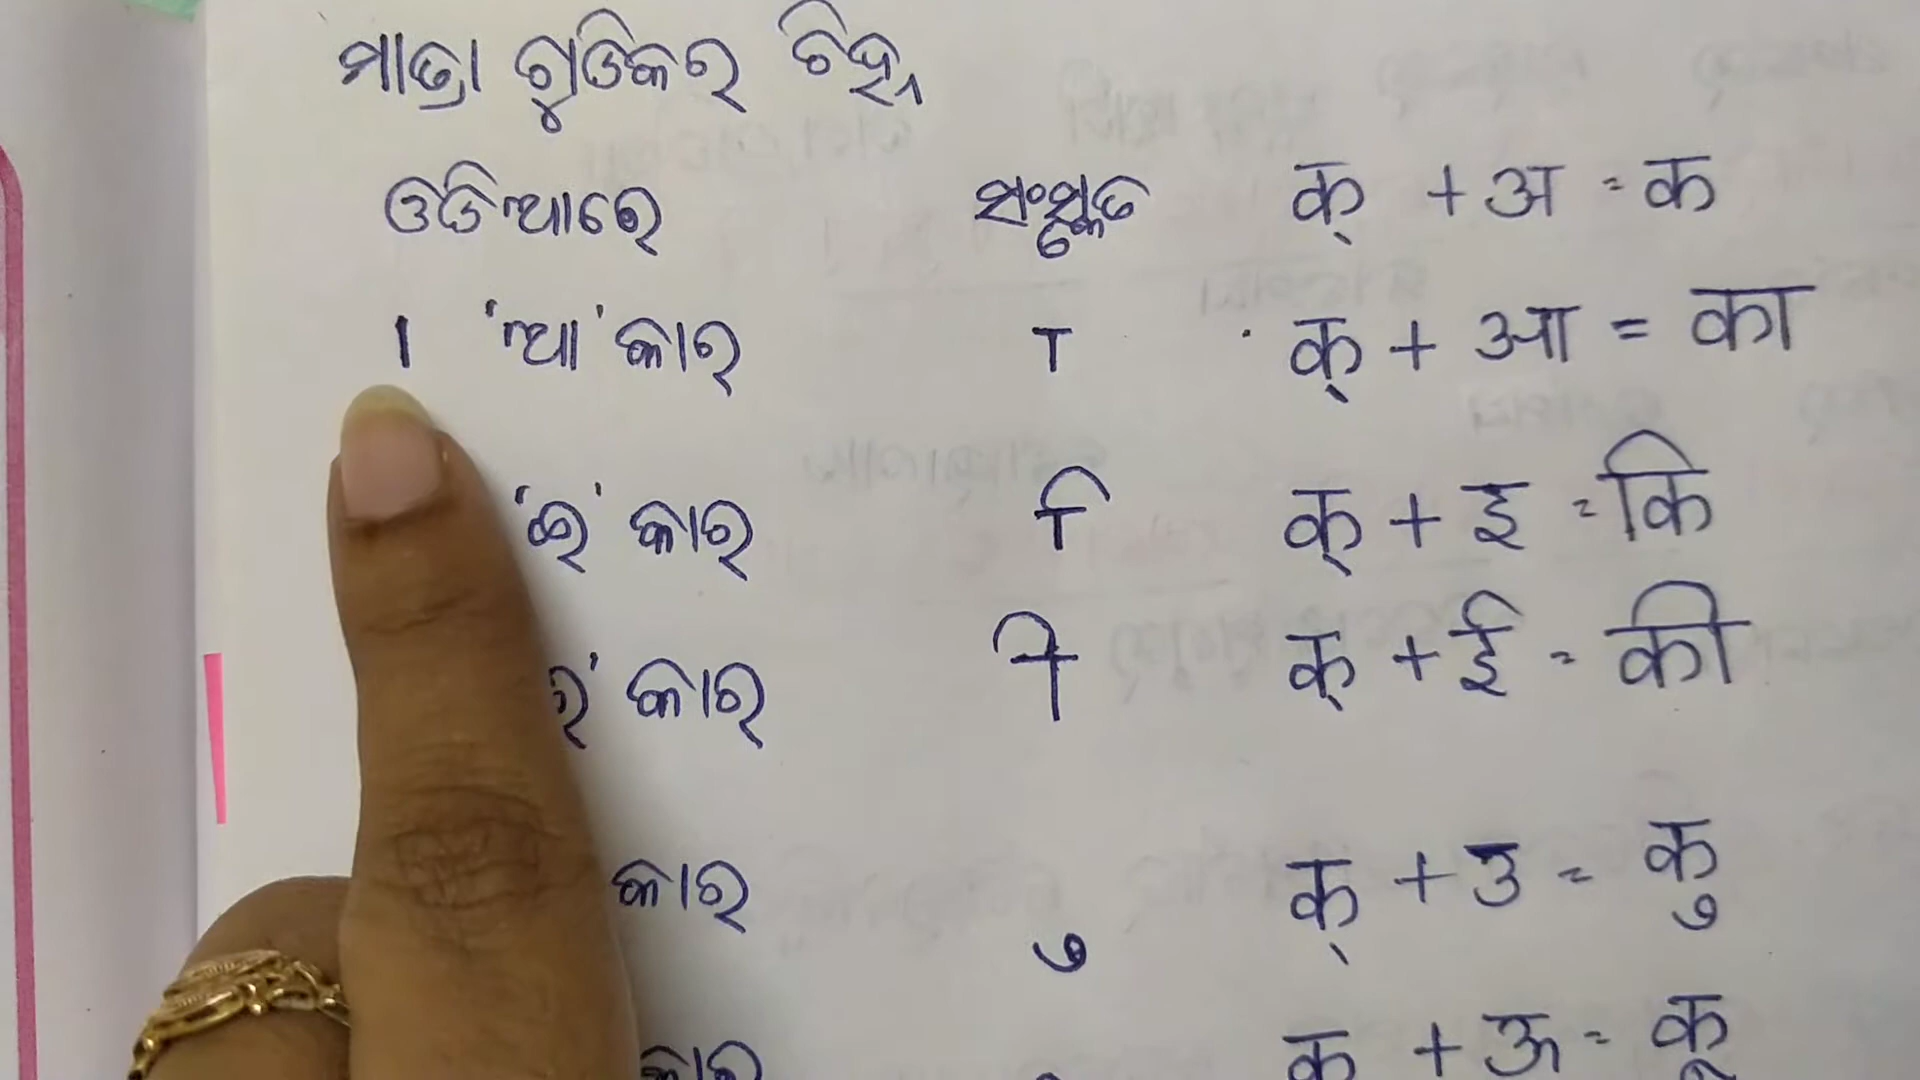 ମାତ୍ରା ଗୁଡିକର ଚିହ୍ନ
ଓଡିଆରେ ସଂସ୍କୃତ क् + अ = क
ା 'ଆ' କାର ा क् + आ = का
'ଇ' କାର ि क् + इ = कि
କାର ी क् + ई = की
କାର ु क् + उ = कु
କାର क् + ऊ = कू